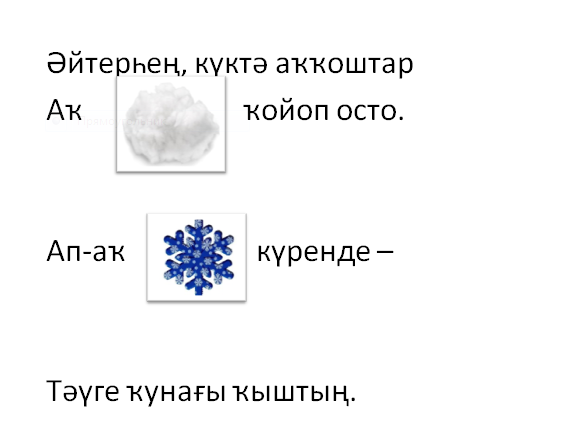 Әйтерһең, күктә аҡҡоштар
Аҡ ҡойоп осто.
Ап-аҡ күренде –
Тәүге ҡунағы ҡыштың.